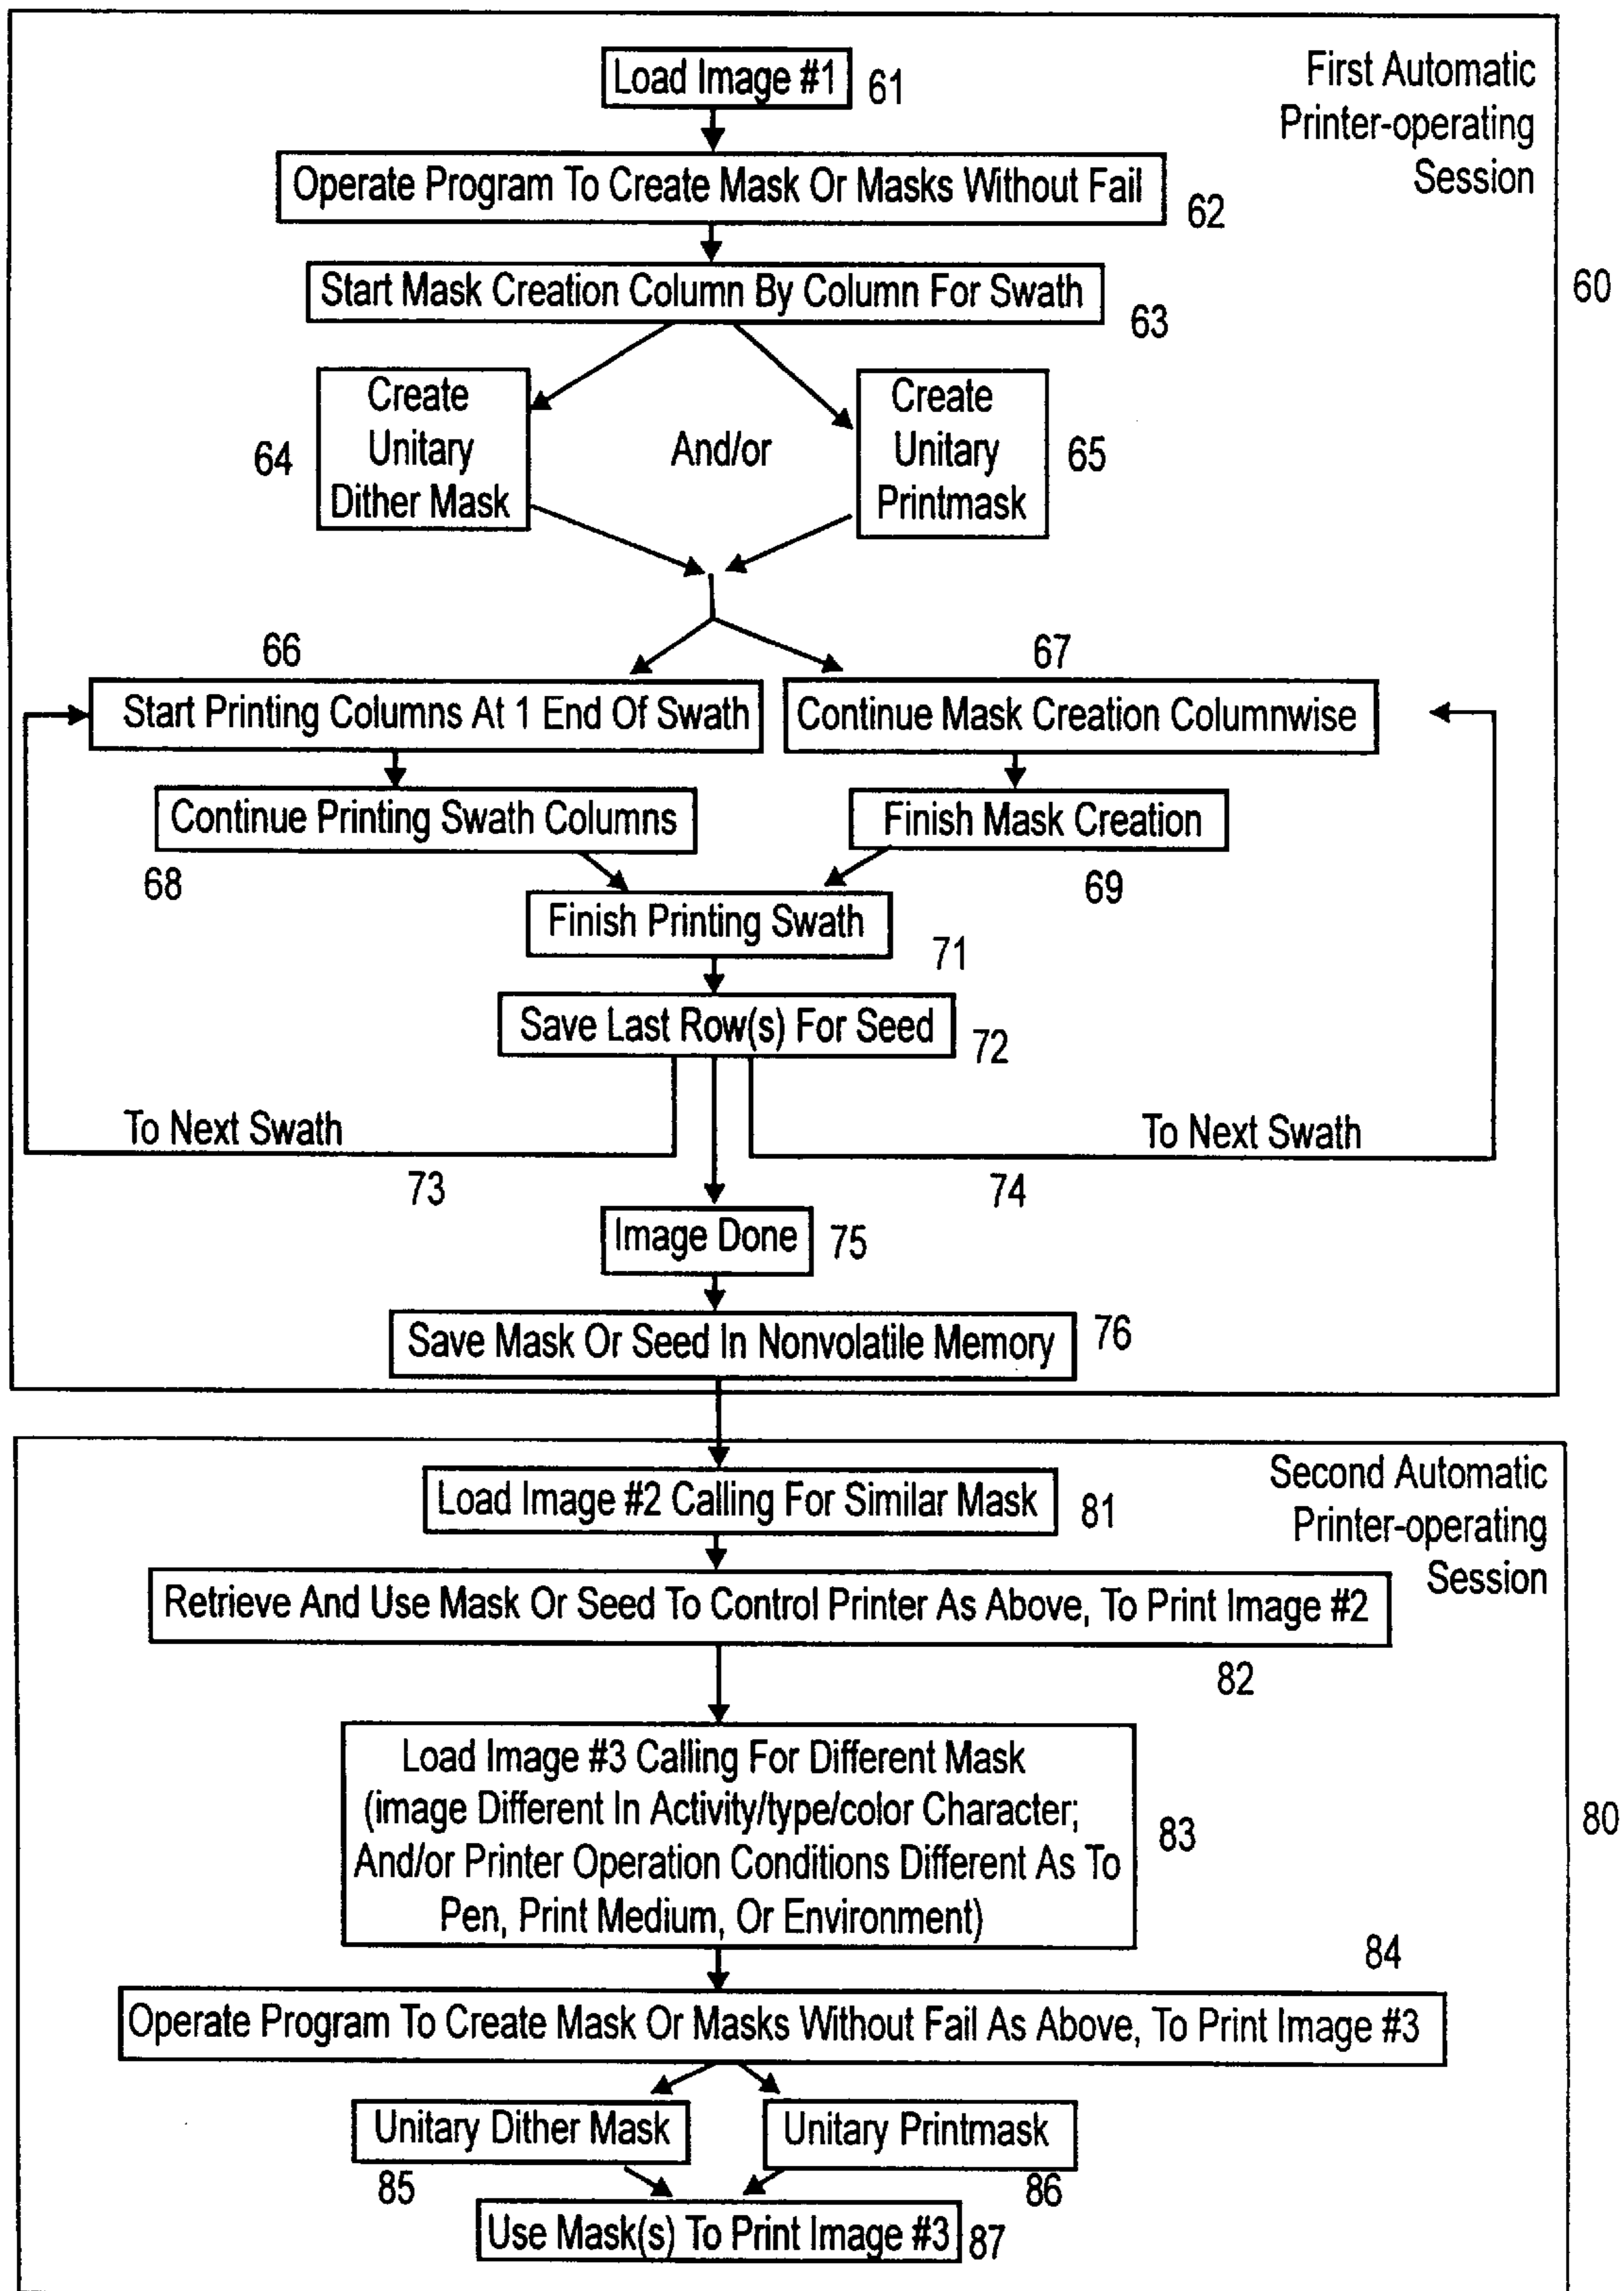 Load Image #1
61
First Automatic
Printer-operating
Session
Operate Program To Create Mask Or Masks Without Fail
62
Start Mask Creation Column By Column For Swath
63
60
64
Create
Unitary
Dither Mask
And/or
Create
Unitary
Printmask
65
66
67
Start Printing Columns At 1 End Of Swath
Continue Mask Creation Columnwise
Continue Printing Swath Columns
Finish Mask Creation
68
69
Finish Printing Swath
71
Save Last Row(s) For Seed
72
To Next Swath
To Next Swath
73
74
Image Done
75
Save Mask Or Seed In Nonvolatile Memory
76
Second Automatic
Printer-operating
Session
Load Image #2 Calling For Similar Mask
81
Retrieve And Use Mask Or Seed To Control Printer As Above, To Print Image #2
82
Load Image #3 Calling For Different Mask
(image Different In Activity/type/color Character;
And/or Printer Operation Conditions Different As To
Pen, Print Medium, Or Environment)
83
80
84
Operate Program To Create Mask Or Masks Without Fail As Above, To Print Image #3
Unitary Dither Mask
Unitary Printmask
85
86
Use Mask(s) To Print Image #3
87